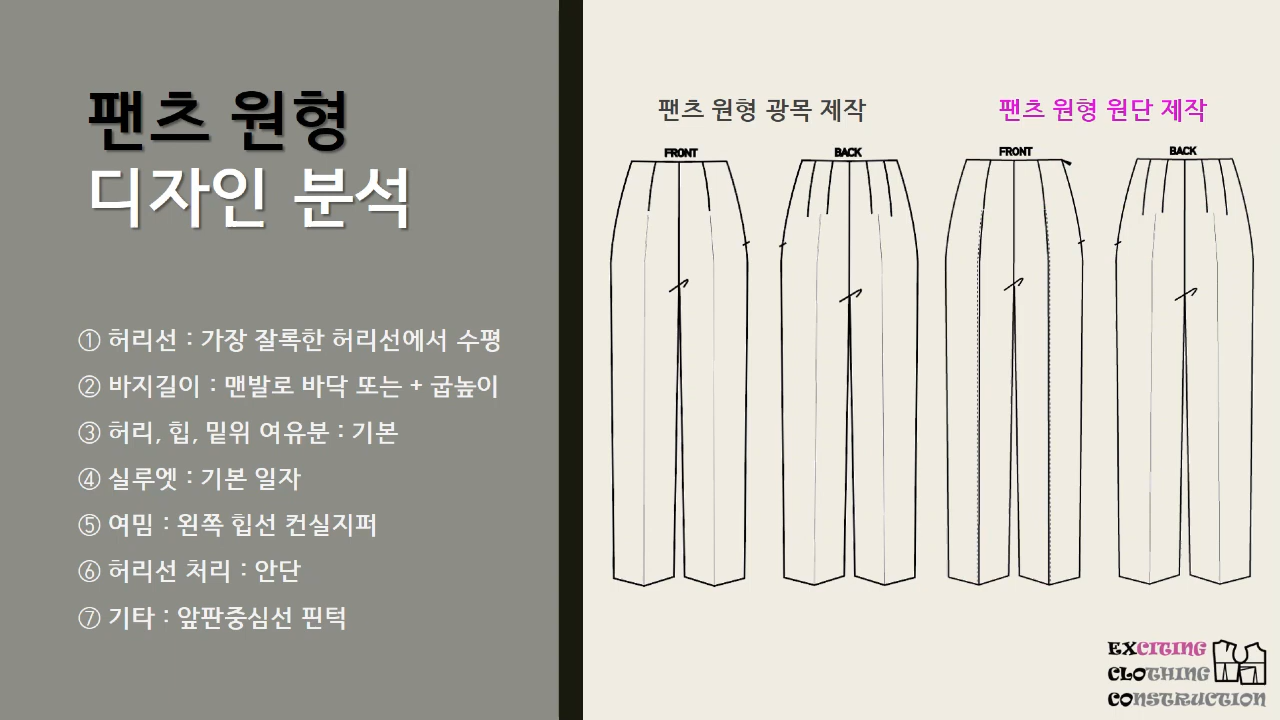 팬츠 원형
디자인 분석
① 허리선 : 가장 잘록한 허리선에서 수평
② 바지길이 : 맨발로 바닥 또는 + 굽높이
③ 허리, 힙, 밑위 여유분 : 기본
④ 실루엣 : 기본 일자
⑤ 여밈 : 왼쪽 힙선 컨실지퍼
⑥ 허리선 처리 : 안단
⑦ 기타 : 앞판중심선 핀턱
팬츠 원형 광목 제작
팬츠 원형 원단 제작
FRONT
BACK
FRONT
BACK
EXCITING
CLOTHING
CONSTRUCTION